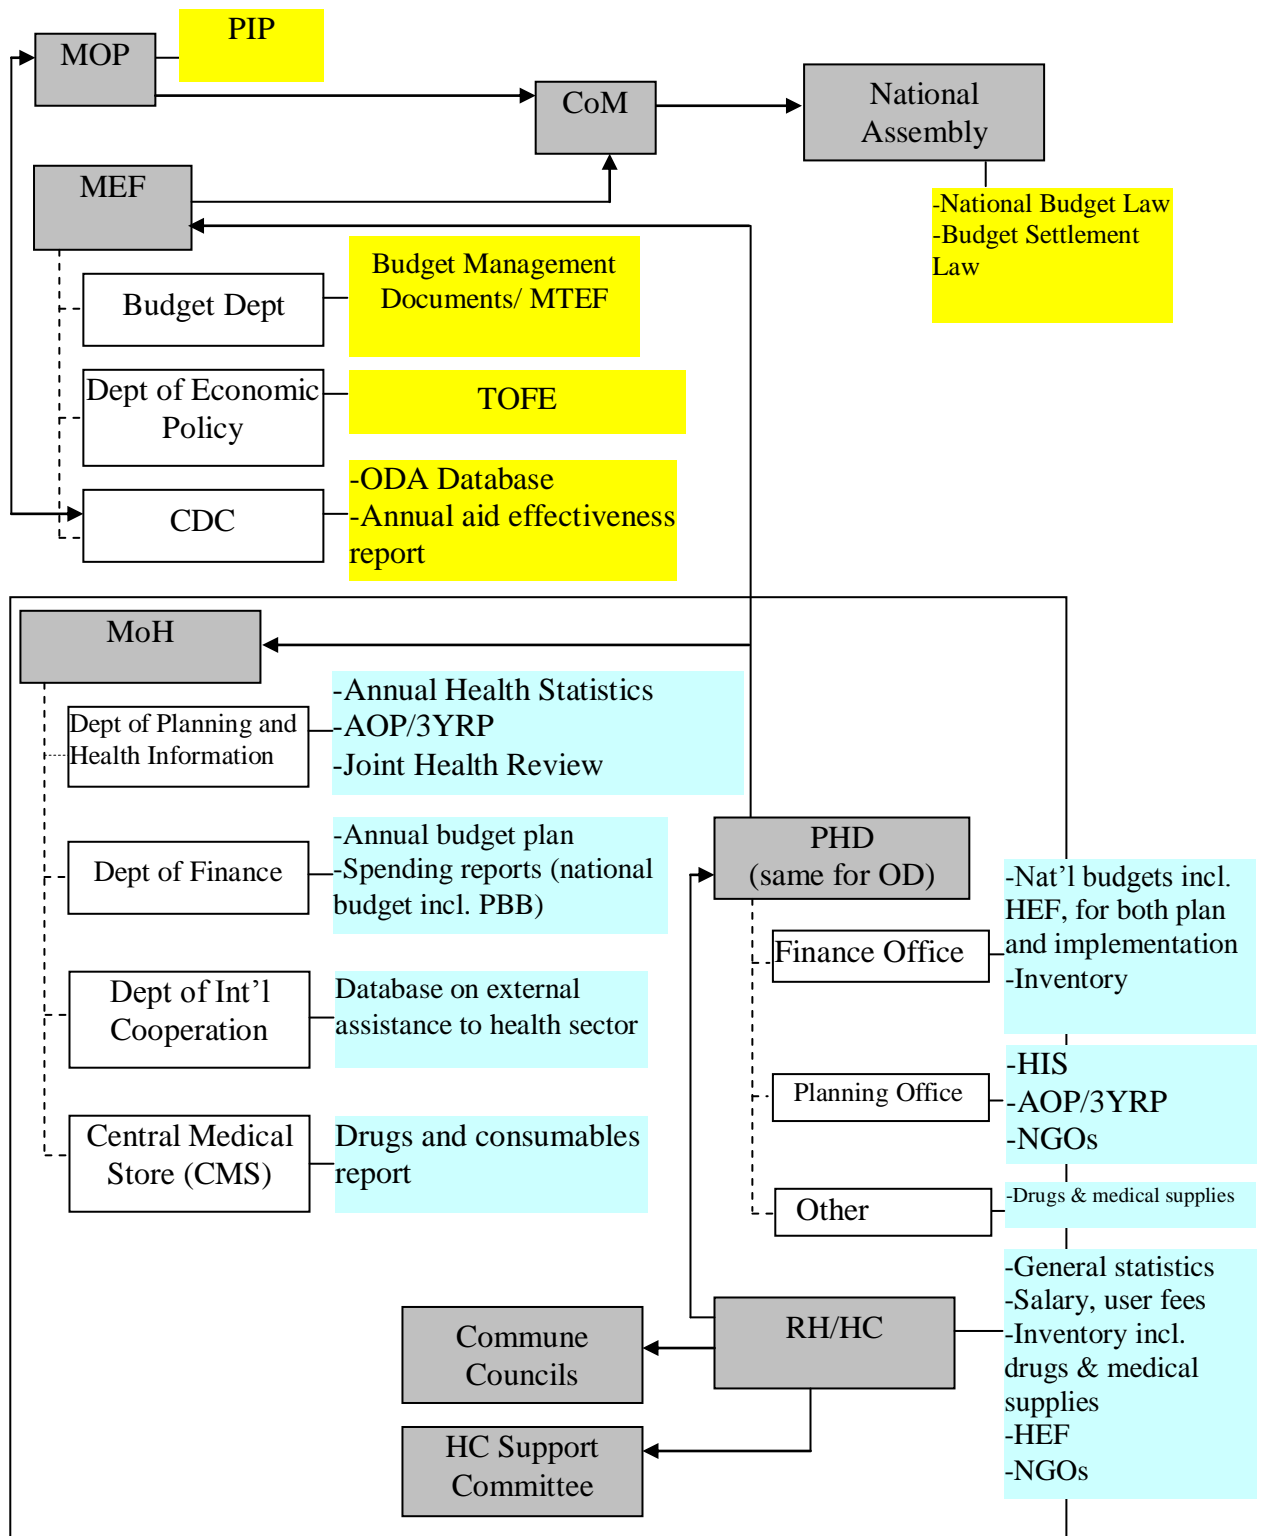 PIP
MOP
CoM
National
Assembly
MEF
-National Budget Law
-Budget Settlement
Law
Budget Management
Documents/ MTEF
Budget Dept
Dept of Economic
Policy
TOFE
-ODA Database
-Annual aid effectiveness
report
CDC
MoH
-Annual Health Statistics
-AOP/3YRP
-Joint Health Review
Dept of Planning and
Health Information
-Annual budget plan
-Spending reports (national
budget incl. PBB)
Dept of Finance
PHD
(same for OD)
-Nat’l budgets incl.
HEF, for both plan
and implementation
-Inventory
Finance Office
Dept of Int’l
Cooperation
Database on external
assistance to health sector
-HIS
-AOP/3YRP
-NGOs
Planning Office
Central Medical
Store (CMS)
Drugs and consumables
report
-Drugs & medical supplies
Other
-General statistics
-Salary, user fees
-Inventory incl.
drugs & medical
supplies
-HEF
-NGOs
RH/HC
Commune
Councils
HC Support
Committee